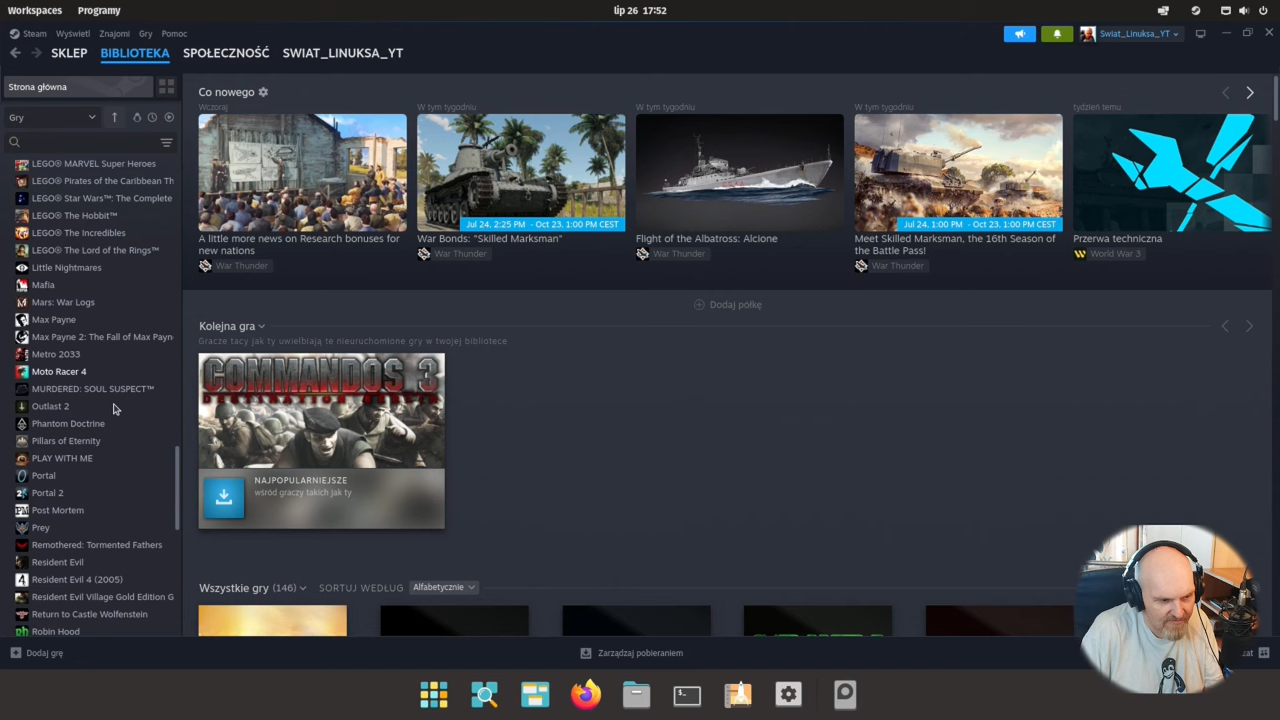 Workspaces Programy lip 26 17:52
Steam Wyświetl Znajomi Gry Pomoc Swiat_Linuksa_YT
SKLEP BIBLIOTEKA SPOŁECZNOŚĆ SWIAT_LINUKSA_YT
Strona główna
Gry
LEGO® MARVEL Super Heroes
LEGO® Pirates of the Caribbean Th
LEGO® Star Wars™: The Complete
LEGO® The Hobbit™
LEGO® The Incredibles
LEGO® The Lord of the Rings™
Little Nightmares
Mafia
Mars: War Logs
Max Payne
Max Payne 2: The Fall of Max Payn
Metro 2033
Moto Racer 4
MURDERED: SOUL SUSPECT™
Outlast 2
Phantom Doctrine
Pillars of Eternity
PLAY WITH ME
Portal
Portal 2
Post Mortem
Prey
Remothered: Tormented Fathers
Resident Evil
Resident Evil 4 (2005)
Resident Evil Village Gold Edition G
Return to Castle Wolfenstein
Robin Hood
Dodaj grę
Co nowego
Wczoraj
A little more news on Research bonuses for
new nations
War Thunder
W tym tygodniu
Jul 24, 2:25 PM - Oct 23, 1:00 PM CEST
War Bonds: "Skilled Marksman"
War Thunder
W tym tygodniu
Flight of the Albatross: Alcione
War Thunder
W tym tygodniu
Jul 24, 1:00 PM - Oct 23, 1:00 PM CEST
Meet Skilled Marksman, the 16th Season of
the Battle Pass!
War Thunder
tydzień temu
Przerwa techniczna
World War 3
Dodaj półkę
Kolejna gra
Gracze tacy jak ty uwielbiają te nieuruchomione gry w twojej bibliotece
COMMANDOS 3
DESTINATION BERLIN
NAJPOPULARNIEJSZE
wśród graczy takich jak ty
Wszystkie gry (146) SORTUJ WEDŁUG Alfabetycznie
Zarządzaj pobieraniem
zat